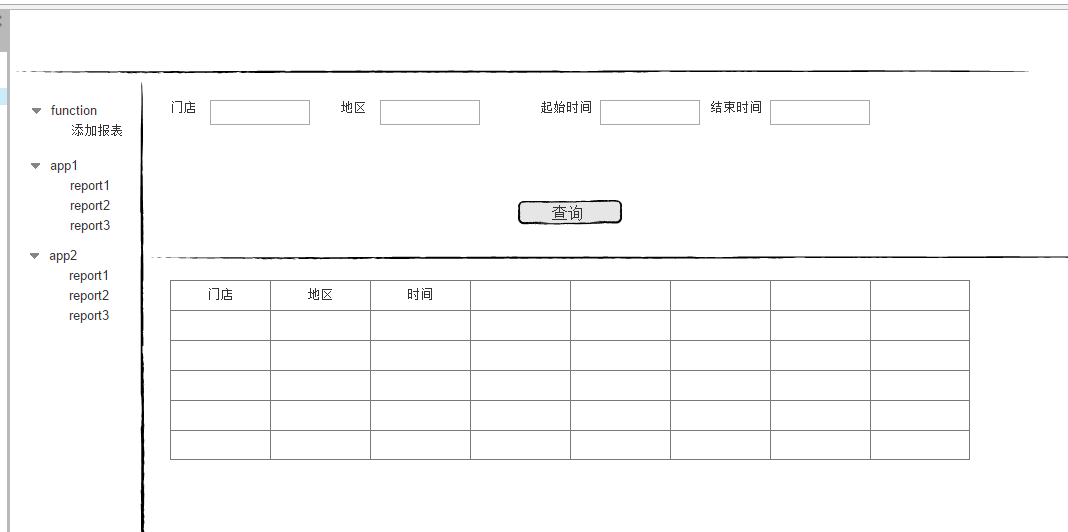 function
添加报表
app1
report1
report2
report3
app2
report1
report2
report3
门店 地区 起始时间 结束时间
查询
门店 地区 时间